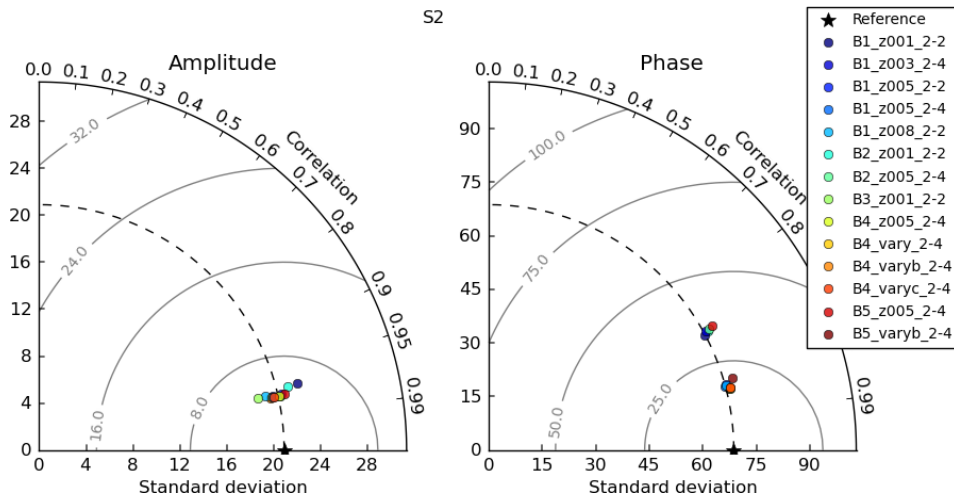 S2
Amplitude
0.0 0.1 0.2 0.3 0.4 0.5 0.6 0.7 0.8 0.9 0.95 0.99
Correlation
28
24
20
16
12
8
4
0
32.0
24.0
16.0
8.0
0 4 8 12 16 20 24 28
Standard deviation
Phase
0.0 0.1 0.2 0.3 0.4 0.5 0.6 0.7 0.8 0.99
Correlation
90
75
60
45
30
15
0
100.0
75.0
50.0
25.0
0 15 30 45 60 75 90
Standard deviation
Reference
B1_z001_2-2
B1_z003_2-4
B1_z005_2-2
B1_z005_2-4
B1_z008_2-2
B2_z001_2-2
B2_z005_2-4
B3_z001_2-2
B4_z005_2-4
B4_vary_2-4
B4_varyb_2-4
B4_varyc_2-4
B5_z005_2-4
B5_varyb_2-4